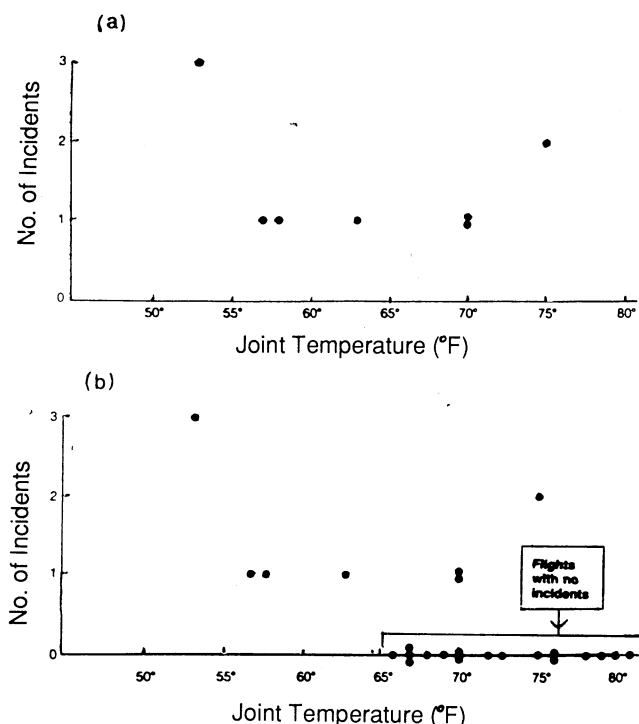 (a)
No. of Incidents
3
2
1
0
50° 55° 60° 65° 70° 75° 80°
Joint Temperature (°F)
(b)
No. of Incidents
3
2
1
0
Flights
with no
incidents
50° 55° 60° 65° 70° 75° 80°
Joint Temperature (°F)